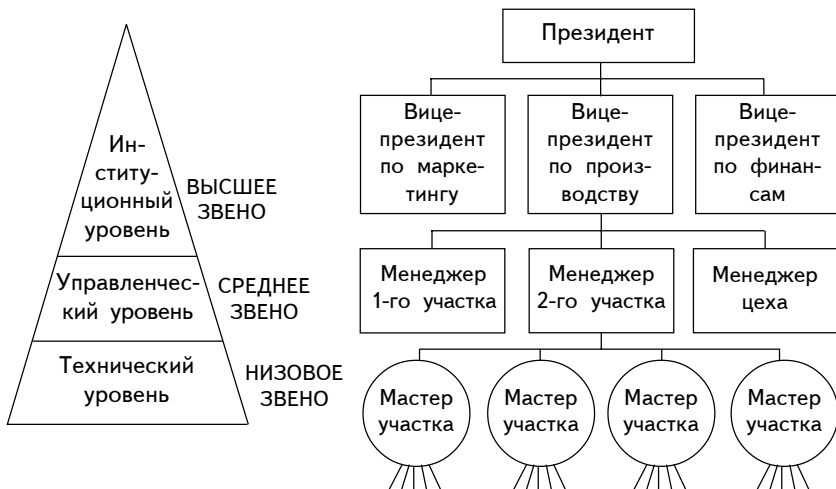 Ин-
ститу-
ционный
уровень
ВЫСШЕЕ
ЗВЕНО
Управленчес-
кий уровень
СРЕДНЕЕ
ЗВЕНО
Технический
уровень
НИЗОВОЕ
ЗВЕНО
Президент
Вице-
президент
по марке-
тингу
Вице-
президент
по произ-
водству
Вице-
президент
по финан-
сам
Менеджер
1-го участка
Менеджер
2-го участка
Менеджер
цеха
Мастер
участка
Мастер
участка
Мастер
участка
Мастер
участка